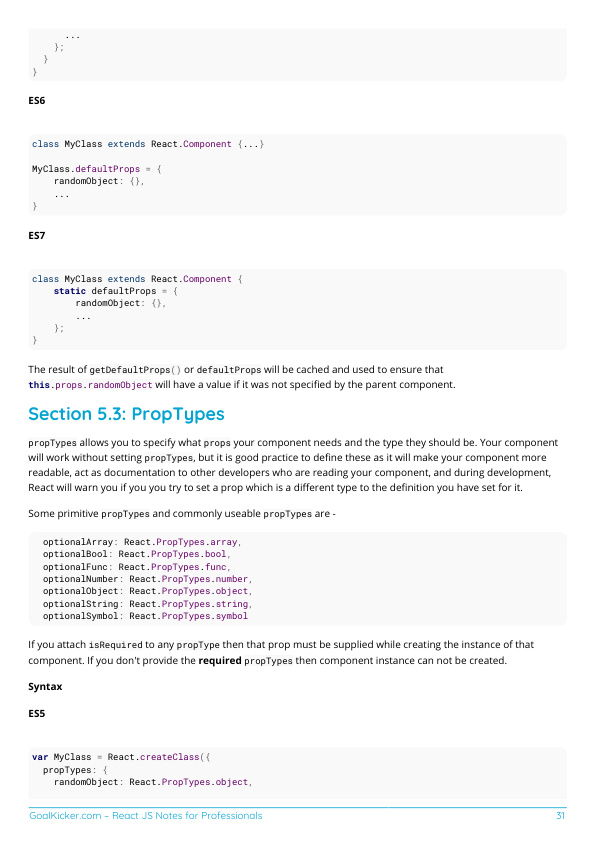 ...
    };
  }
}
ES6
class MyClass extends React.Component {...}
MyClass.defaultProps = {
    randomObject: {},
    ...
}
ES7
class MyClass extends React.Component {
    static defaultProps = {
        randomObject: {},
        ...
    };
}
The result of getDefaultProps() or defaultProps will be cached and used to ensure that
this.props.randomObject will have a value if it was not specified by the parent component.
Section 5.3: PropTypes
propTypes allows you to specify what props your component needs and the type they should be. Your component
will work without setting propTypes, but it is good practice to define these as it will make your component more
readable, act as documentation to other developers who are reading your component, and during development,
React will warn you if you you try to set a prop which is a different type to the definition you have set for it.
Some primitive propTypes and commonly useable propTypes are -
  optionalArray: React.PropTypes.array,
  optionalBool: React.PropTypes.bool,
  optionalFunc: React.PropTypes.func,
  optionalNumber: React.PropTypes.number,
  optionalObject: React.PropTypes.object,
  optionalString: React.PropTypes.string,
  optionalSymbol: React.PropTypes.symbol
If you attach isRequired to any propType then that prop must be supplied while creating the instance of that
component. If you don't provide the required propTypes then component instance can not be created.
Syntax
ES5
var MyClass = React.createClass({
  propTypes: {
    randomObject: React.PropTypes.object,
GoalKicker.com – React JS Notes for Professionals 31